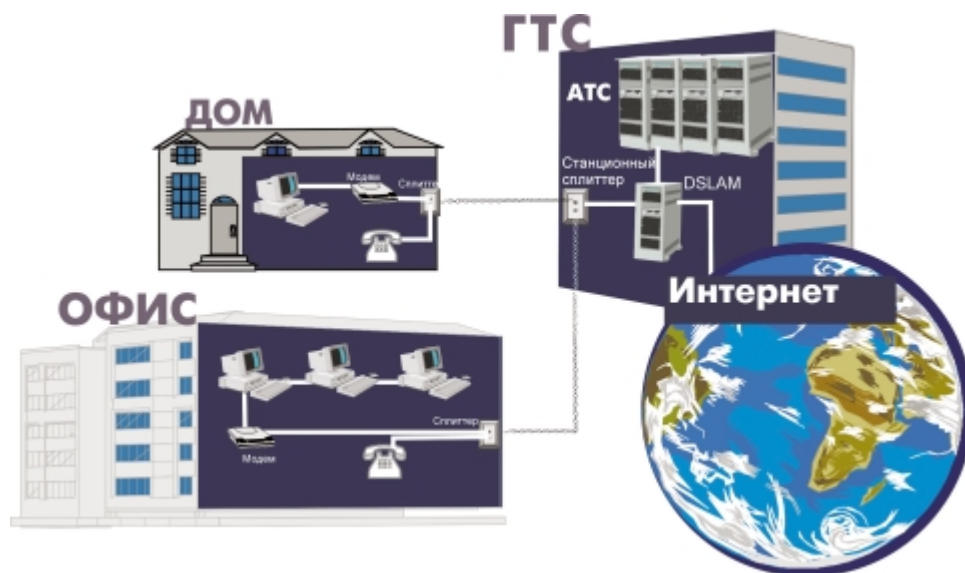 ГТС
АТС
ДОМ
Модем
Сплиттер
Станционный
сплиттер
DSLAM
Интернет
ОФИС
Сплиттер
Модем